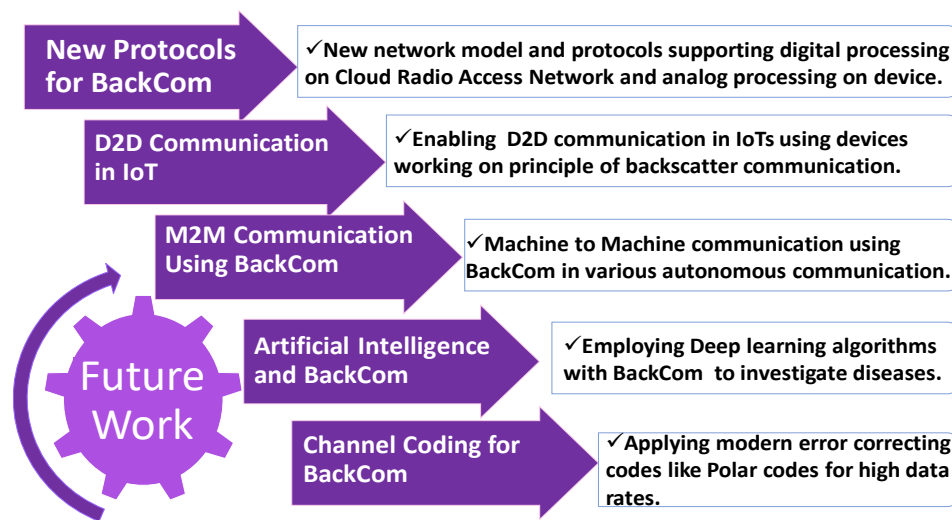 New Protocols
for BackCom
✓New network model and protocols supporting digital processing
on Cloud Radio Access Network and analog processing on device.
D2D Communication
in IoT
✓Enabling D2D communication in IoTs using devices
working on principle of backscatter communication.
M2M Communication
Using BackCom
✓Machine to Machine communication using
BackCom in various autonomous communication.
Artificial Intelligence
and BackCom
✓Employing Deep learning algorithms
with BackCom to investigate diseases.
Channel Coding for
BackCom
✓Applying modern error correcting
codes like Polar codes for high data
rates.
Future
Work